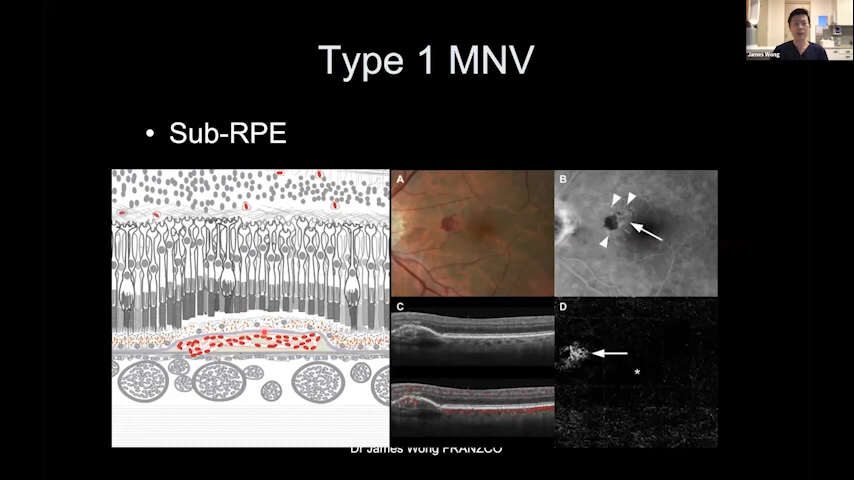 James Wong
Type 1 MNV
• Sub-RPE
A
B
C
D
*
Dr James Wong FRANZCO